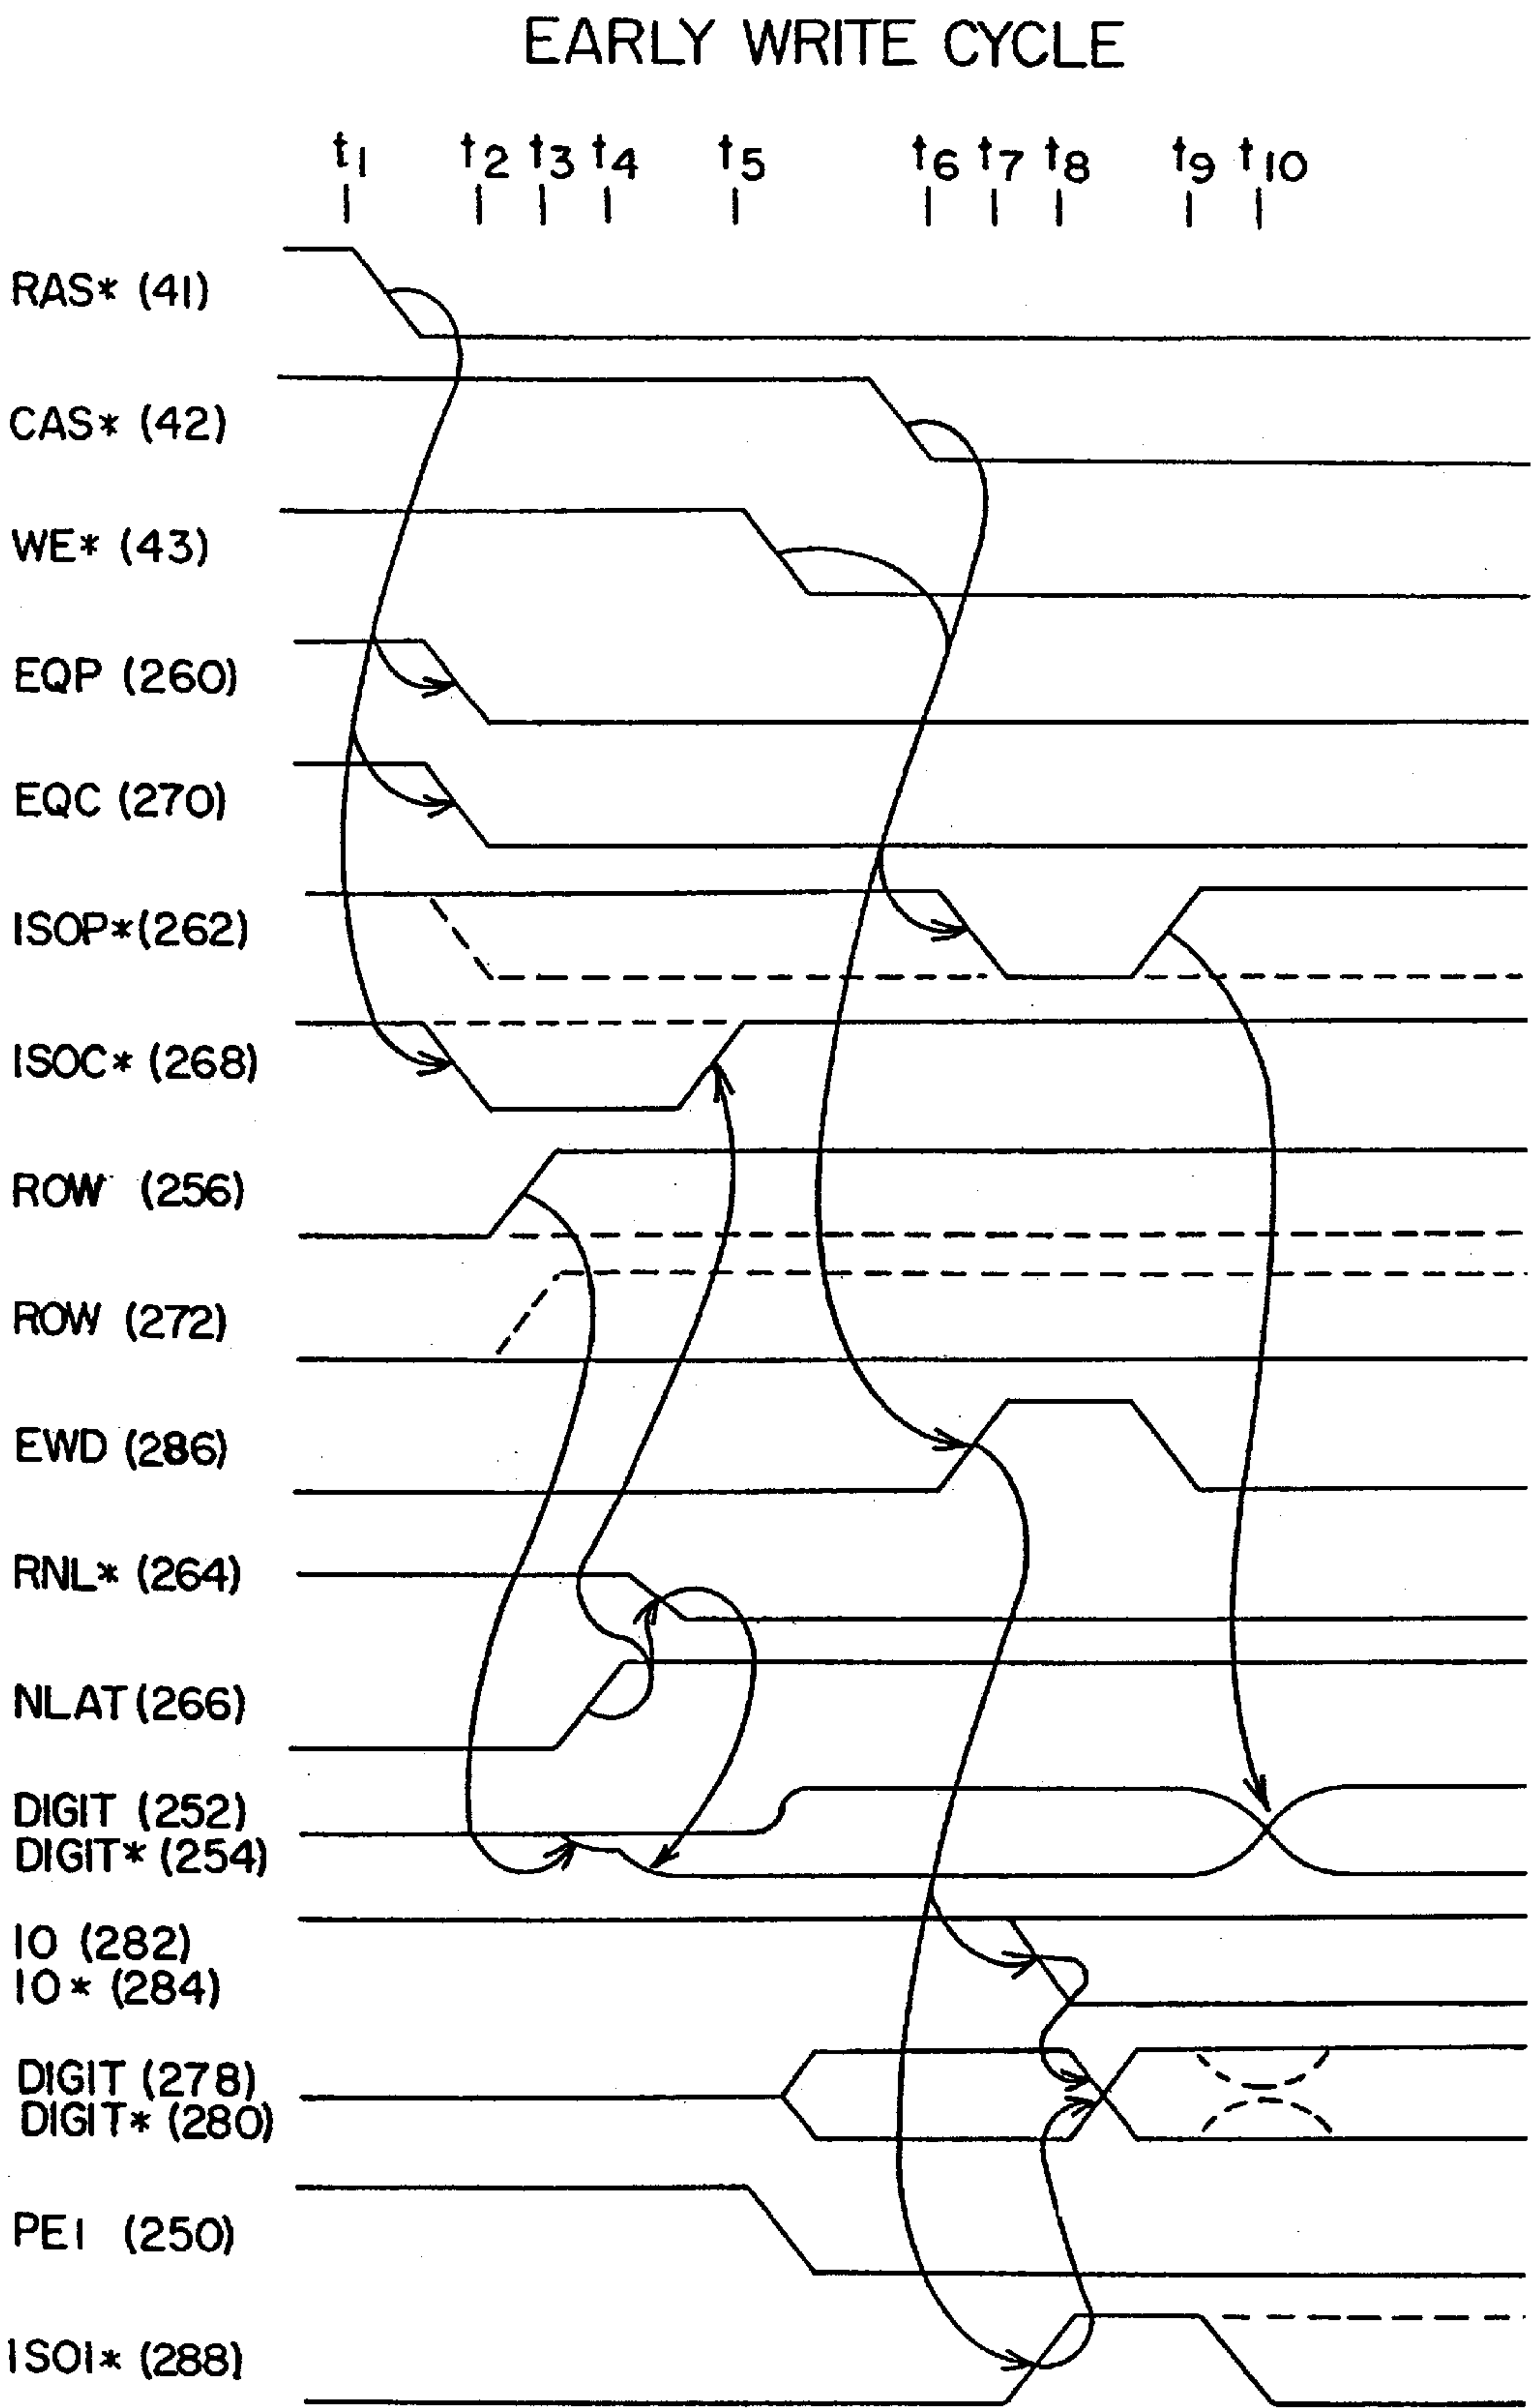 EARLY WRITE CYCLE
t1 t2 t3 t4 t5 t6 t7 t8 t9 t10
RAS* (41)
CAS* (42)
WE* (43)
EQP (260)
EQC (270)
ISOP* (262)
ISOC* (268)
ROW (256)
ROW (272)
EWD (286)
RNL* (264)
NLAT (266)
DIGIT (252)
DIGIT* (254)
IO (282)
IO* (284)
DIGIT (278)
DIGIT* (280)
PEI (250)
ISOI* (288)